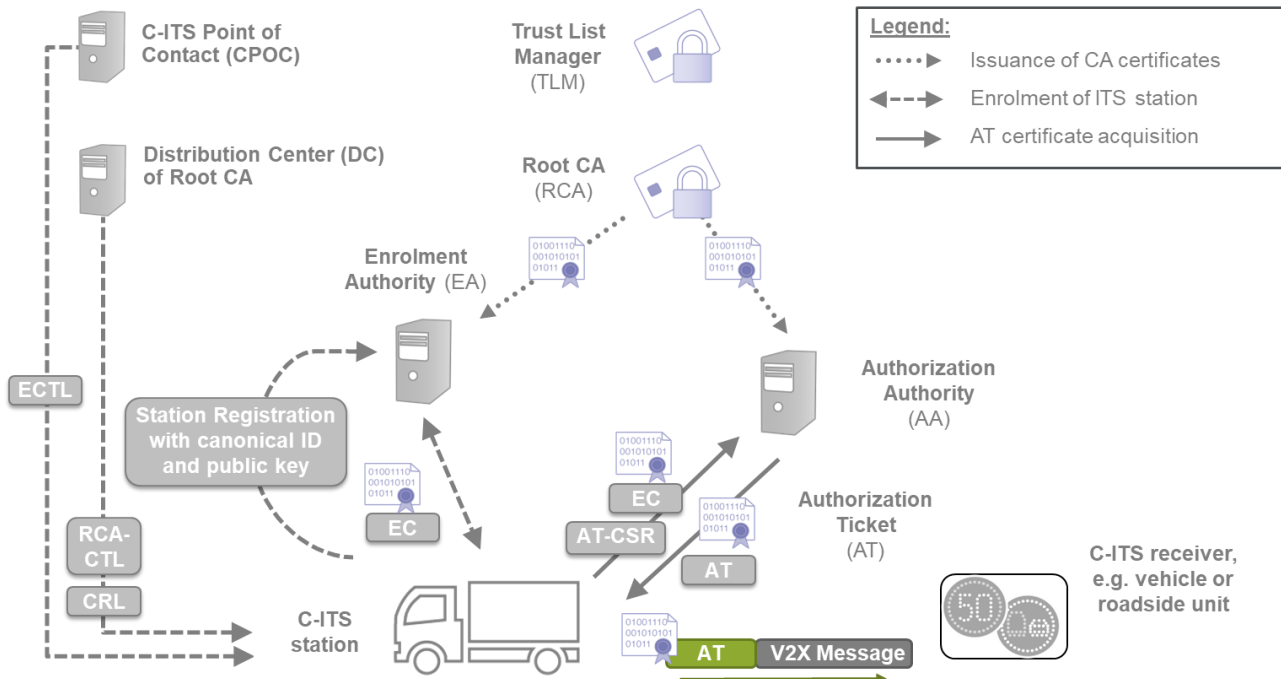 C-ITS Point of
Contact (CPOC)
Trust List
Manager
(TLM)
Legend:
Issuance of CA certificates
Enrolment of ITS station
AT certificate acquisition
Distribution Center (DC)
of Root CA
Root CA
(RCA)
01001110
001010101
01011
01001110
001010101
01011
Enrolment
Authority (EA)
ECTL
Station Registration
with canonical ID
and public key
Authorization
Authority
(AA)
01001110
001010101
01011
EC
01001110
001010101
01011
EC
AT-CSR
01001110
001010101
01011
AT
Authorization
Ticket
(AT)
RCA-
CTL
CRL
C-ITS
station
C-ITS receiver,
e.g. vehicle or
roadside unit
50
01001110
001010101
01011
AT
V2X Message